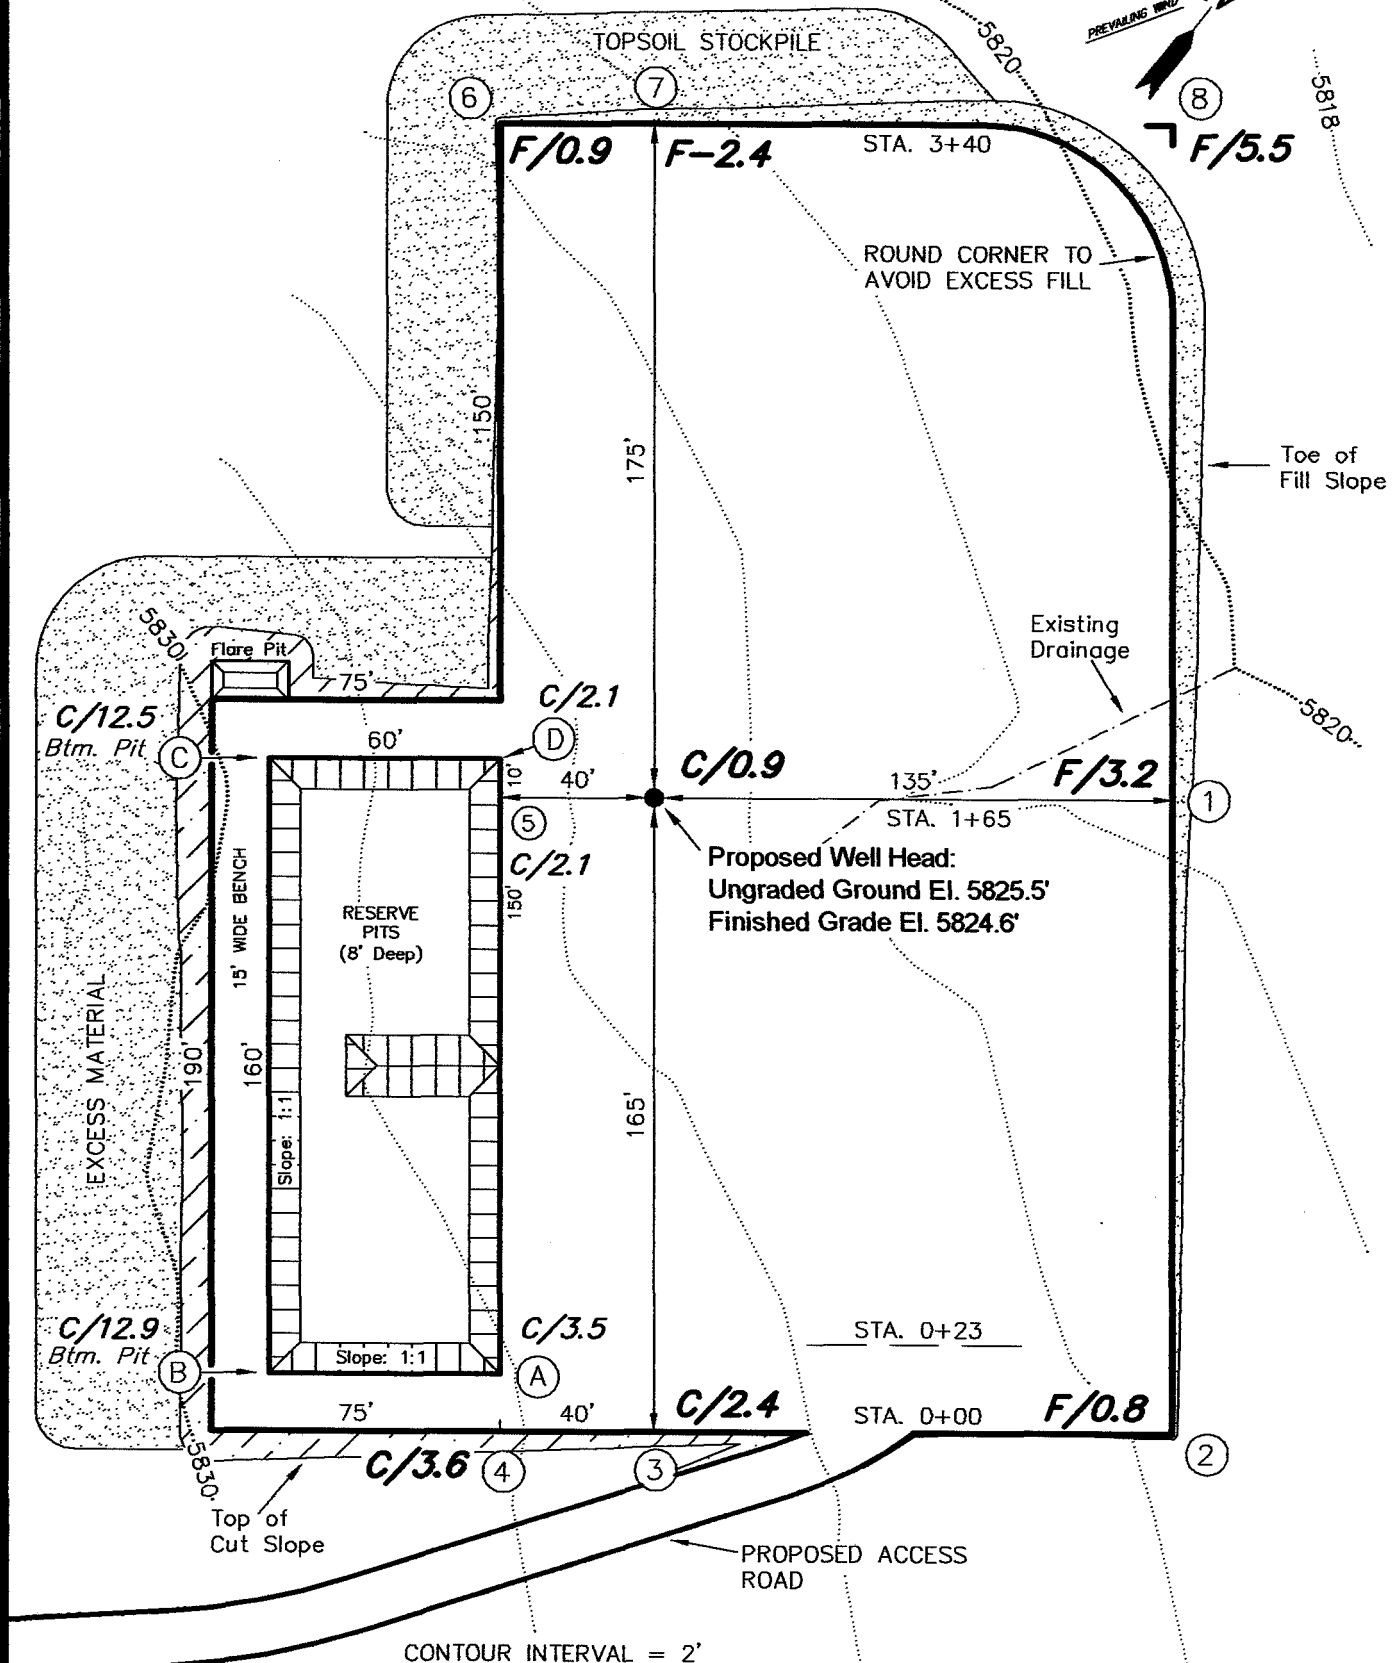 PREVAILING WIND
5820
TOPSOIL STOCKPILE
5818
6
7
8
F/0.9
F-2.4
STA. 3+40
F/5.5
ROUND CORNER TO
AVOID EXCESS FILL
150'
175'
Toe of
Fill Slope
5830
Flare Pit
Existing
Drainage
75'
C/2.1
5820
C/12.5
Btm. Pit
C
60'
D
10'
40'
C/0.9
135'
F/3.2
1
5
STA. 1+65
C/2.1
Proposed Well Head:
Ungraded Ground El. 5825.5'
Finished Grade El. 5824.6'
15' WIDE BENCH
150'
RESERVE
PITS
(8' Deep)
EXCESS MATERIAL
190'
160'
165'
Slope: 1:1
C/12.9
Btm. Pit
B
Slope: 1:1
C/3.5
A
STA. 0+23
75'
40'
C/2.4
STA. 0+00
F/0.8
5830
C/3.6
4
3
2
Top of
Cut Slope
PROPOSED ACCESS
ROAD
CONTOUR INTERVAL = 2'